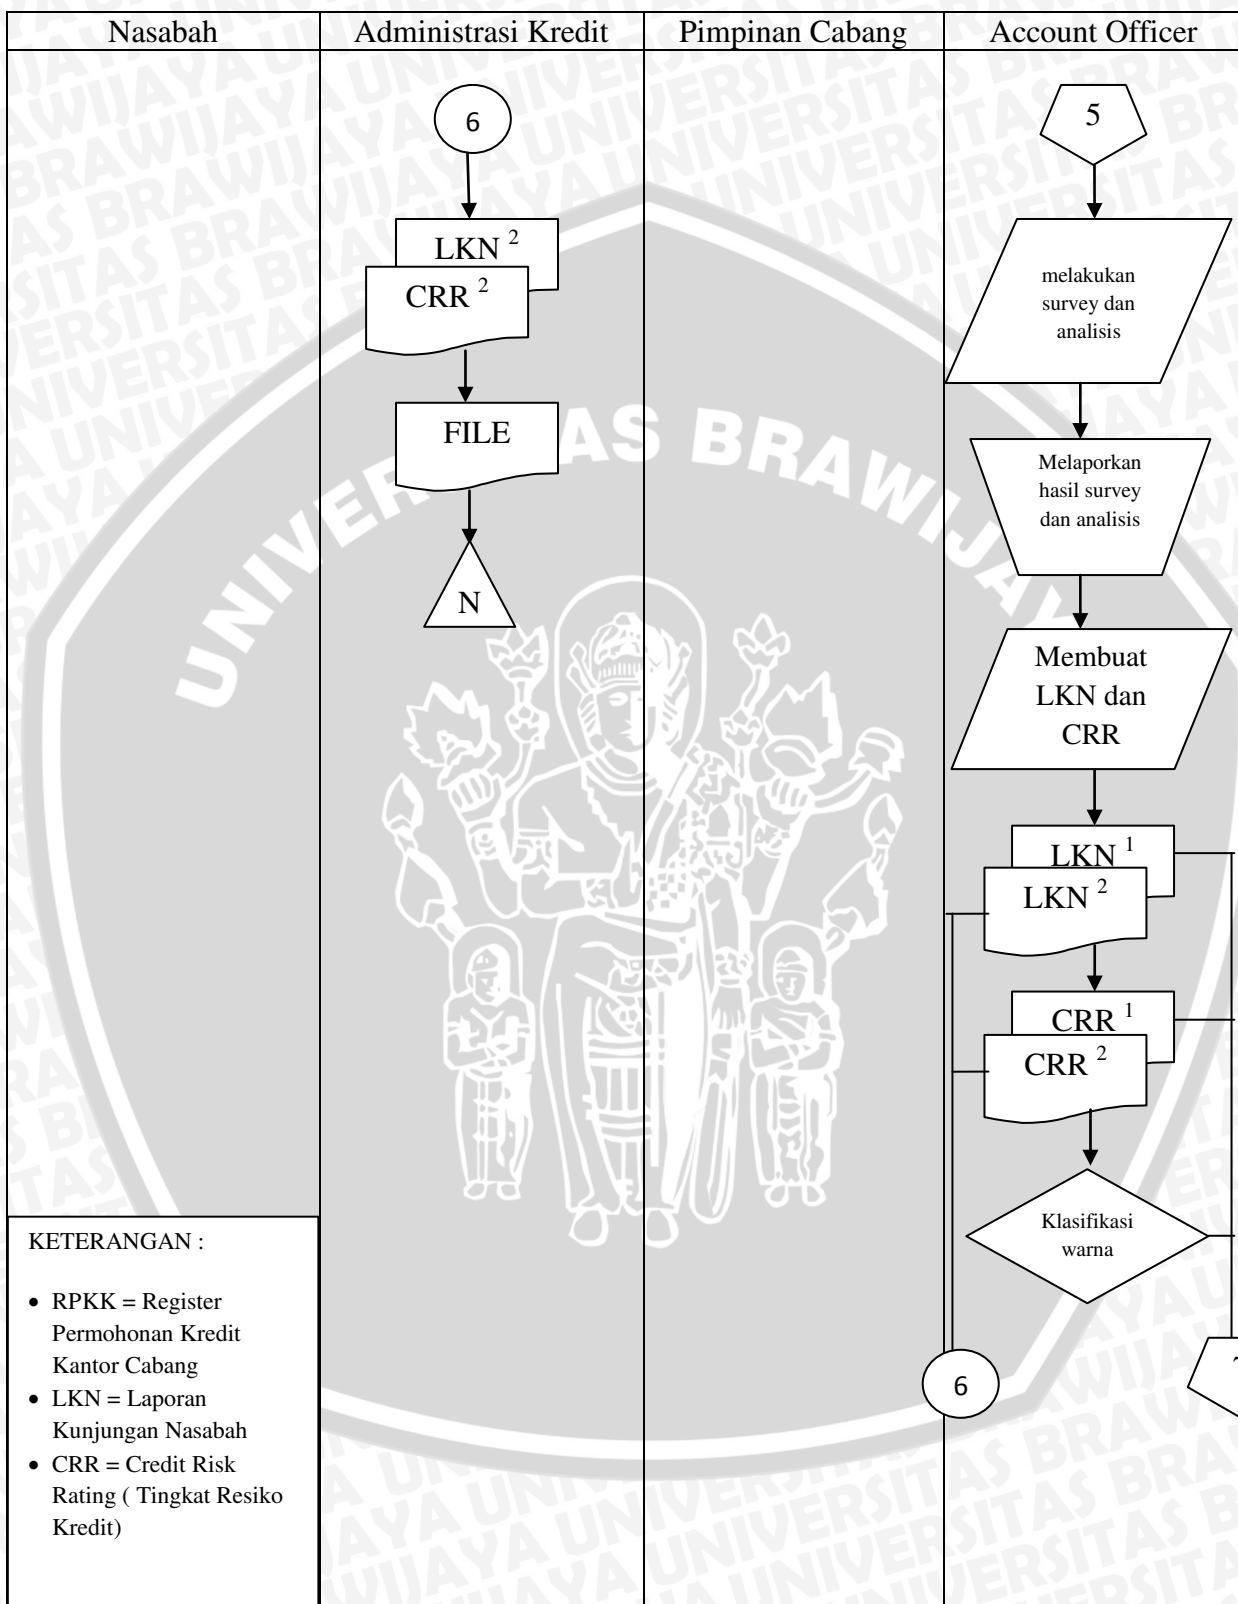 Nasabah
Administrasi Kredit
Pimpinan Cabang
Account Officer
6
LKN 2
CRR 2
FILE
N
5
melakukan
survey dan
analisis
Melaporkan
hasil survey
dan analisis
Membuat
LKN dan
CRR
LKN 1
LKN 2
CRR 1
CRR 2
Klasifikasi
warna
6
KETERANGAN :
• RPKK = Register
Permohonan Kredit
Kantor Cabang
• LKN = Laporan
Kunjungan Nasabah
• CRR = Credit Risk
Rating ( Tingkat Resiko
Kredit)
UNIVERSITAS BRAWIJAYA